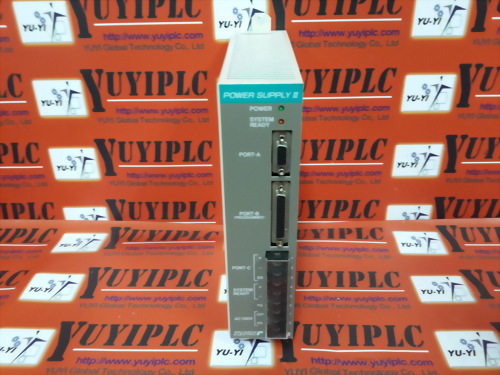 POWER SUPPLY II
POWER
SYSTEM
READY
PORT-A
PORT-B
(PROGRAMMER)
PORT-C
SYSTEM
READY
YUYIPLC
http://www.yuyiplc.com
YUYI Global Technology Co., Ltd
YU-YI